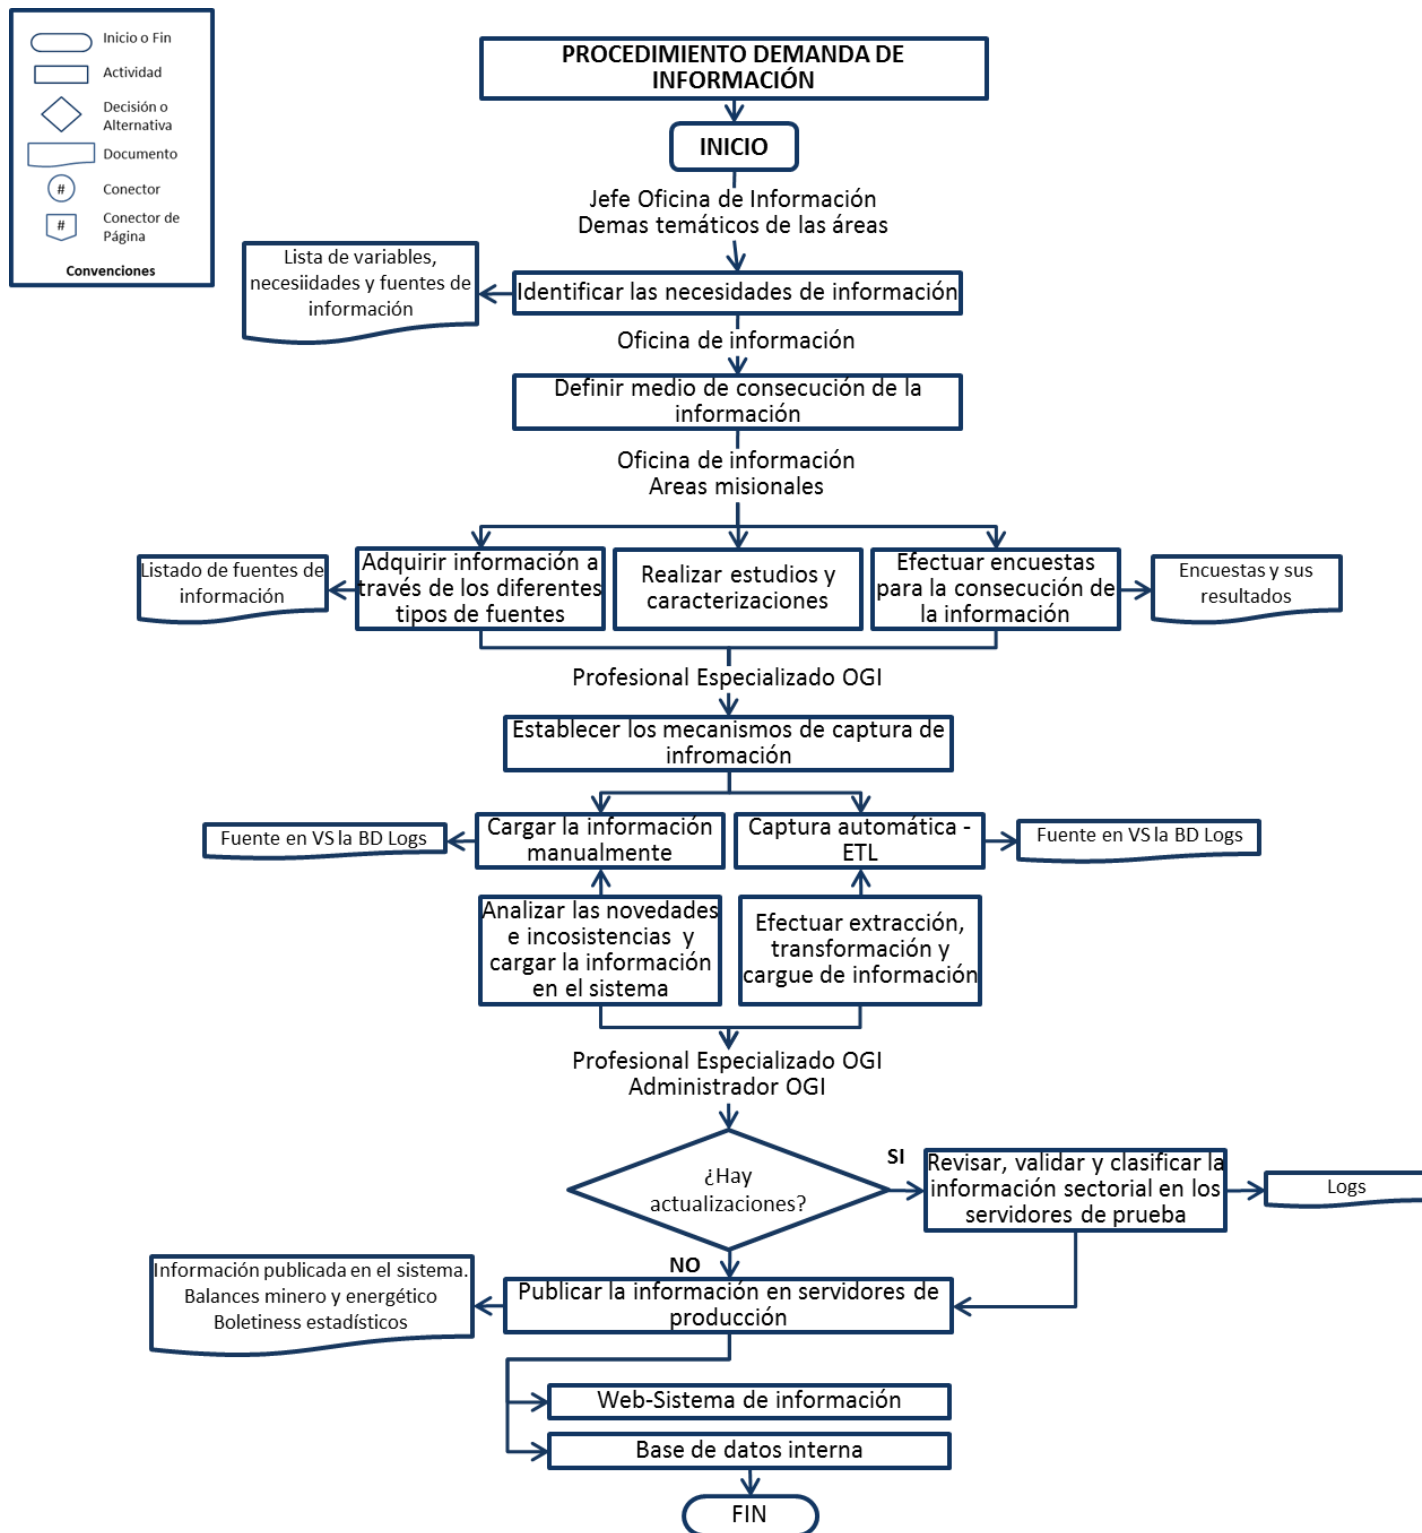 Inicio o Fin
Actividad
Decisión o
Alternativa
Documento
#
Conector
#
Conector de
Página
Convenciones
PROCEDIMIENTO DEMANDA DE
INFORMACIÓN
INICIO
Jefe Oficina de Información
Demas temáticos de las áreas
Lista de variables,
necesiidades y fuentes de
información
Identificar las necesidades de información
Oficina de información
Definir medio de consecución de la
información
Oficina de información
Areas misionales
Listado de fuentes de
información
Adquirir información a
través de los diferentes
tipos de fuentes
Realizar estudios y
caracterizaciones
Efectuar encuestas
para la consecución de
la información
Encuestas y sus
resultados
Profesional Especializado OGI
Establecer los mecanismos de captura de
infromación
Fuente en VS la BD Logs
Cargar la información
manualmente
Captura automática -
ETL
Fuente en VS la BD Logs
Analizar las novedades
e incosistencias y
cargar la información
en el sistema
Efectuar extracción,
transformación y
cargue de información
Profesional Especializado OGI
Administrador OGI
¿Hay
actualizaciones?
SI
Revisar, validar y clasificar la
información sectorial en los
servidores de prueba
Logs
NO
Información publicada en el sistema.
Balances minero y energético
Boletiness estadísticos
Publicar la información en servidores de
producción
Web-Sistema de información
Base de datos interna
FIN